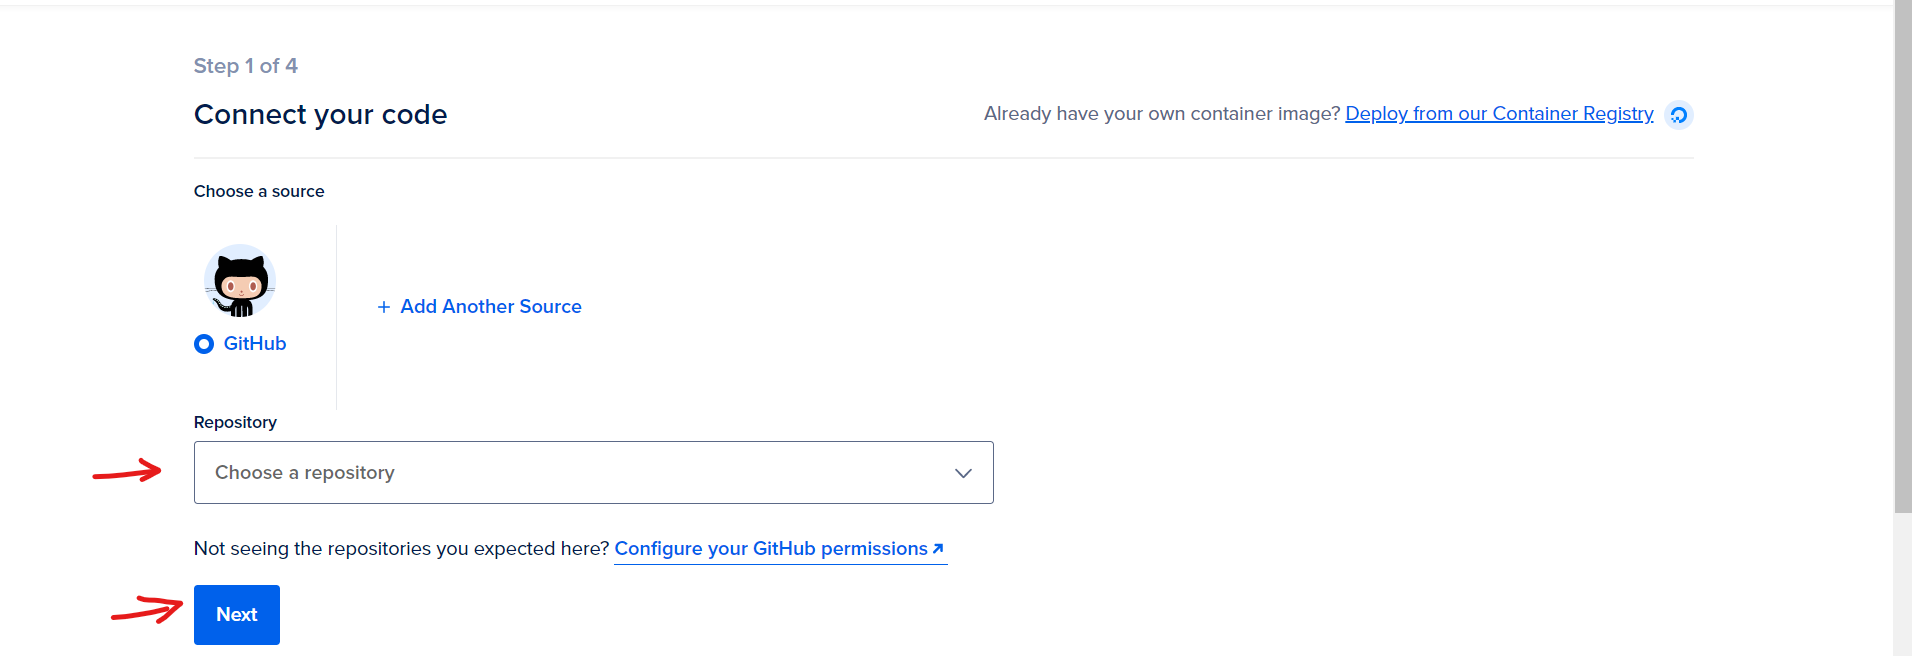 Step 1 of 4
Connect your code
Already have your own container image? Deploy from our Container Registry
Choose a source
GitHub
+ Add Another Source
Repository
Choose a repository
Not seeing the repositories you expected here? Configure your GitHub permissions
Next